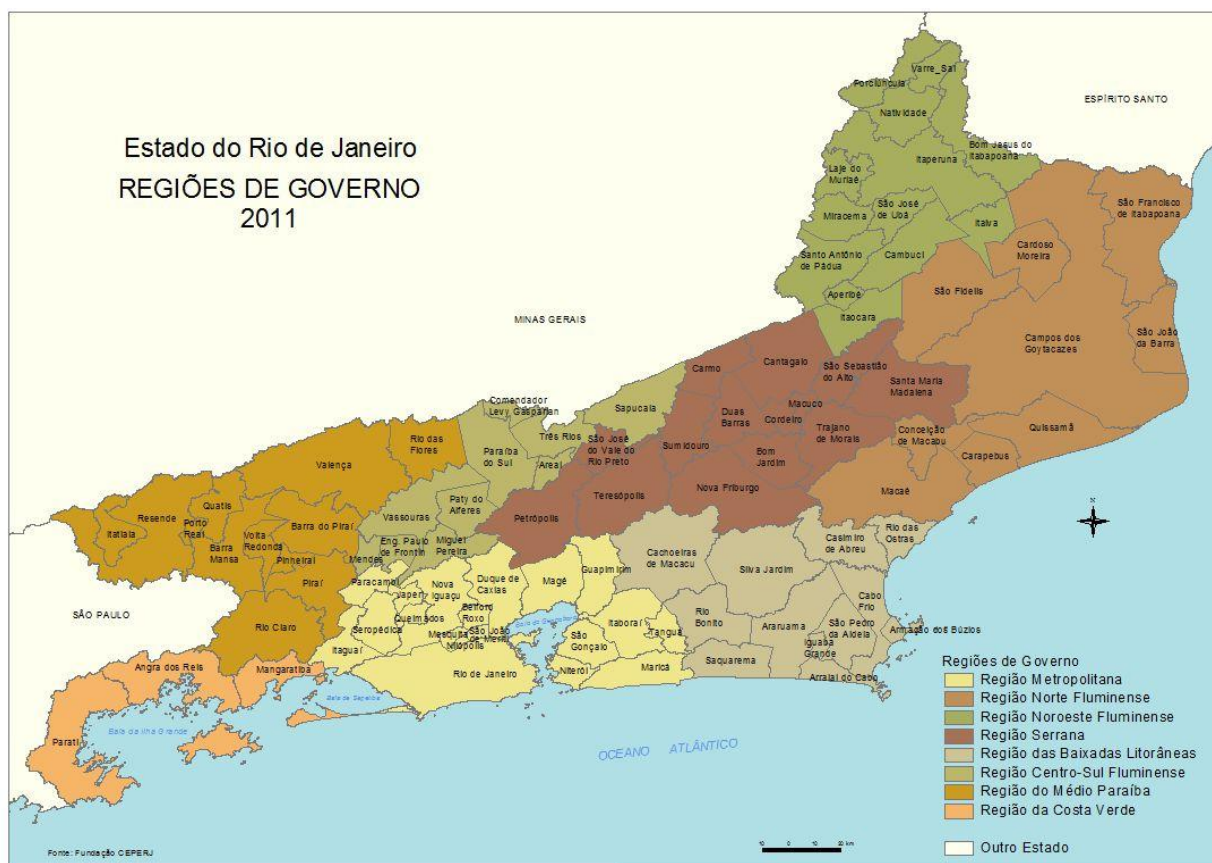 Estado do Rio de Janeiro
REGIÕES DE GOVERNO
2011
ESPÍRITO SANTO
MINAS GERAIS
SÃO PAULO
Varre_Sai
Porciúncula
Natividade
Bom Jesus do
Itabapoana
Itaperuna
Laje do
Muriaé
São José
de Ubá
Miracema
Italva
São Francisco
de Itabapoana
Cardoso
Moreira
Santo Antônio
de Pádua
Cambuci
Aperibé
Itaocara
São Fidelis
Campos dos
Goytacazes
São João
da Barra
Cantagalo
Carmo
São Sebastião
do Alto
Santa Maria
Madalena
Comendador
Levy Gasparian
Sapucaia
Duas
Barras
Macuco
Cordeiro
Trajano
de Morais
Conceição
de Macabu
Quissamã
Carapebus
Rio das
Flores
Três Rios
São José
do Vale do
Rio Preto
Sumidouro
Paraíba
do Sul
Areal
Bom
Jardim
Valença
Teresópolis
Nova Friburgo
Macaé
Quatis
Resende
Porto
Real
Itatiaia
Barra do Piraí
Volta
Redonda
Barra
Mansa
Pinheiral
Vassouras
Paty do
Alferes
Petrópolis
Eng. Paulo
de Frontin
Miguel
Pereira
Mendes
Piraí
Rio Claro
Paracambi
Japeri
Nova
Iguaçu
Duque de
Caxias
Magé
Guapimirim
Cachoeiras
de Macacu
Silva Jardim
Casimiro
de Abreu
Rio das
Ostras
Cabo
Frio
Seropédica
Queimados
Belford
Roxo
Mesquita
São João
de Meriti
Nilópolis
Itaguaí
Rio de Janeiro
Baía de Guanabara
São
Gonçalo
Itaboraí
Tanguá
Niterói
Maricá
Rio
Bonito
Araruama
São Pedro
da Aldeia
Iguaba
Grande
Armação dos Búzios
Saquarema
Arraial do Cabo
Angra dos Reis
Mangaratiba
Parati
Baía da Ilha Grande
Baía de Sepetiba
OCEANO ATLÂNTICO
N
Regiões de Governo
Região Metropolitana
Região Norte Fluminense
Região Noroeste Fluminense
Região Serrana
Região das Baixadas Litorâneas
Região Centro-Sul Fluminense
Região do Médio Paraíba
Região da Costa Verde
Outro Estado
10 0 10 20 km
Fonte: Fundação CEPERJ